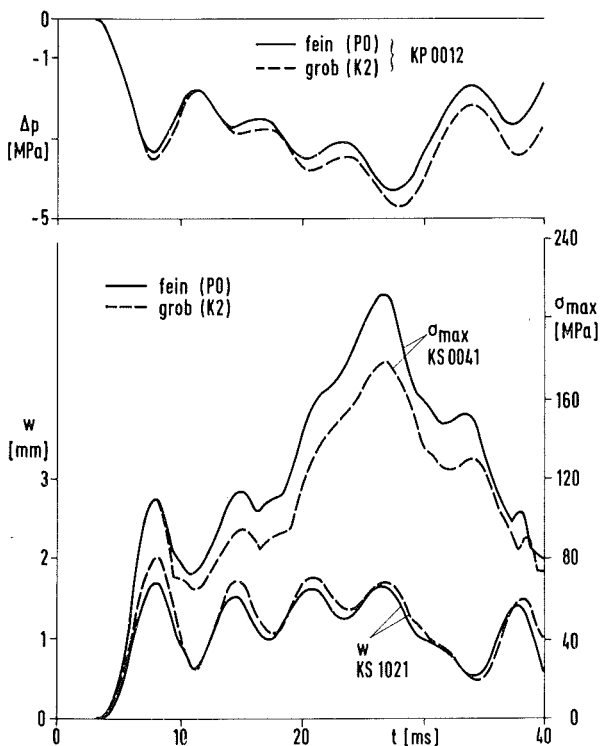 0
-1
Δp
[MPa]
-5
fein (P0)
grob (K2)
KP 0012
240
σmax
[MPa]
160
120
80
40
0
fein (P0)
grob (K2)
σmax
KS 0041
w
[mm]
3
2
1
0
w
KS 1021
0
10
20
t [ms]
40